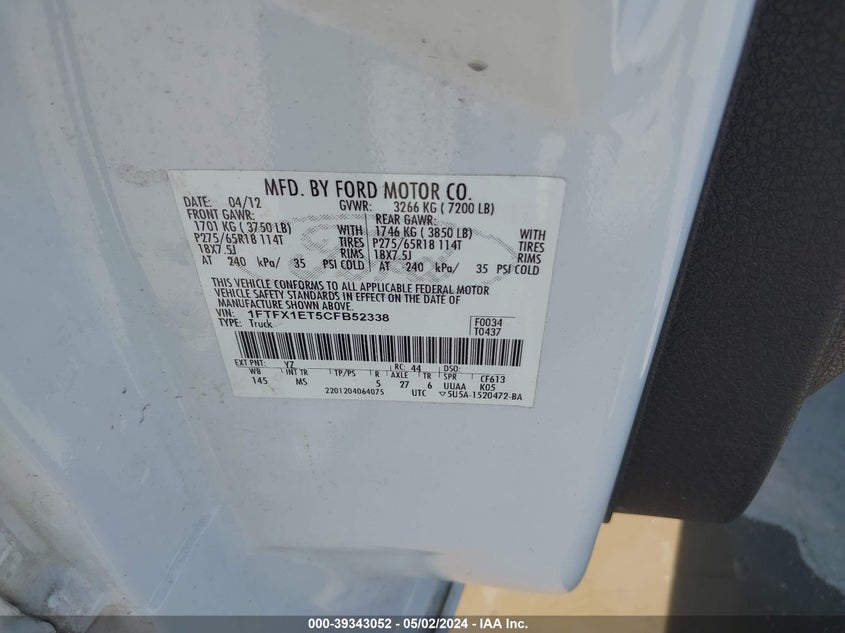 MFD. BY FORD MOTOR CO.
DATE: 04/12 GVWR: 3266 KG ( 7200 LB)
FRONT GAWR: REAR GAWR:
1701 KG ( 3750 LB) WITH 1746 KG ( 3850 LB) WITH
P275/65R18 114T TIRES P275/65R18 114T TIRES
18X7.5J RIMS 18X7.5J RIMS
AT 240 kPa/ 35 PSI COLD AT 240 kPa/ 35 PSI COLD
THIS VEHICLE CONFORMS TO ALL APPLICABLE FEDERAL MOTOR
VEHICLE SAFETY STANDARDS IN EFFECT ON THE DATE OF
MANUFACTURE SHOWN ABOVE.
VIN: 1FTFX1ET5CFB52338 F0034
TYPE: Truck T0437
EXT PNT: YZ RC: 44 DSO:
WB INT TR TP/PS R AXLE TR SPR CF613
145 MS 5 27 6 UUAA K05
2201204064075 UTC ▽5U5A-1520472-BA
000-39343052 - 05/02/2024 - IAA Inc.